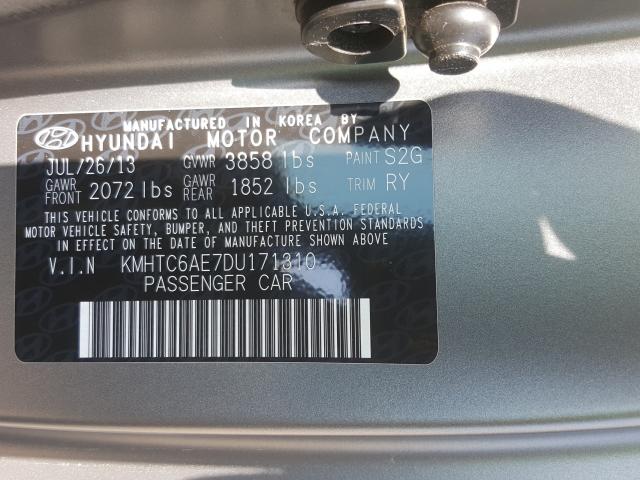 MANUFACTURED IN KOREA BY
HYUNDAI MOTOR COMPANY
JUL/26/13 GVWR 3858 lbs PAINT S2G
GAWR FRONT 2072 lbs GAWR REAR 1852 lbs TRIM RY
THIS VEHICLE CONFORMS TO ALL APPLICABLE U.S.A. FEDERAL
MOTOR VEHICLE SAFETY, BUMPER, AND THEFT PREVENTION STANDARDS
IN EFFECT ON THE DATE OF MANUFACTURE SHOWN ABOVE
V.I.N KMHTC6AE7DU171310
PASSENGER CAR